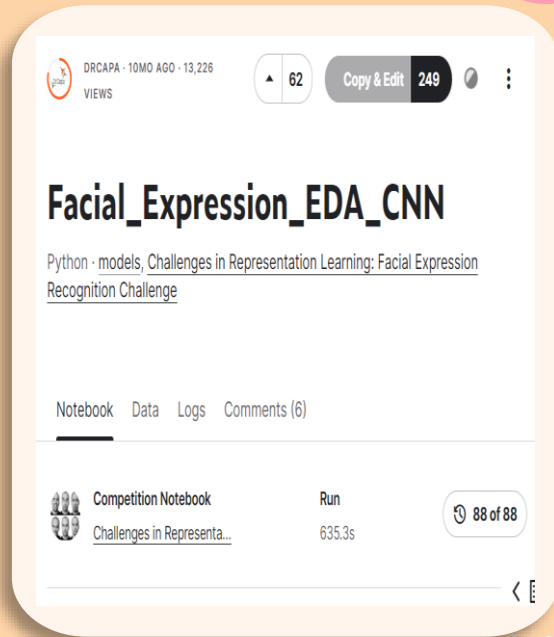 DRCAPA · 10MO AGO · 13,226
VIEWS
62
Copy & Edit 249
Facial_Expression_EDA_CNN
Python · models, Challenges in Representation Learning: Facial Expression
Recognition Challenge
Notebook Data Logs Comments (6)
Competition Notebook
Challenges in Representa...
Run
635.3s
88 of 88